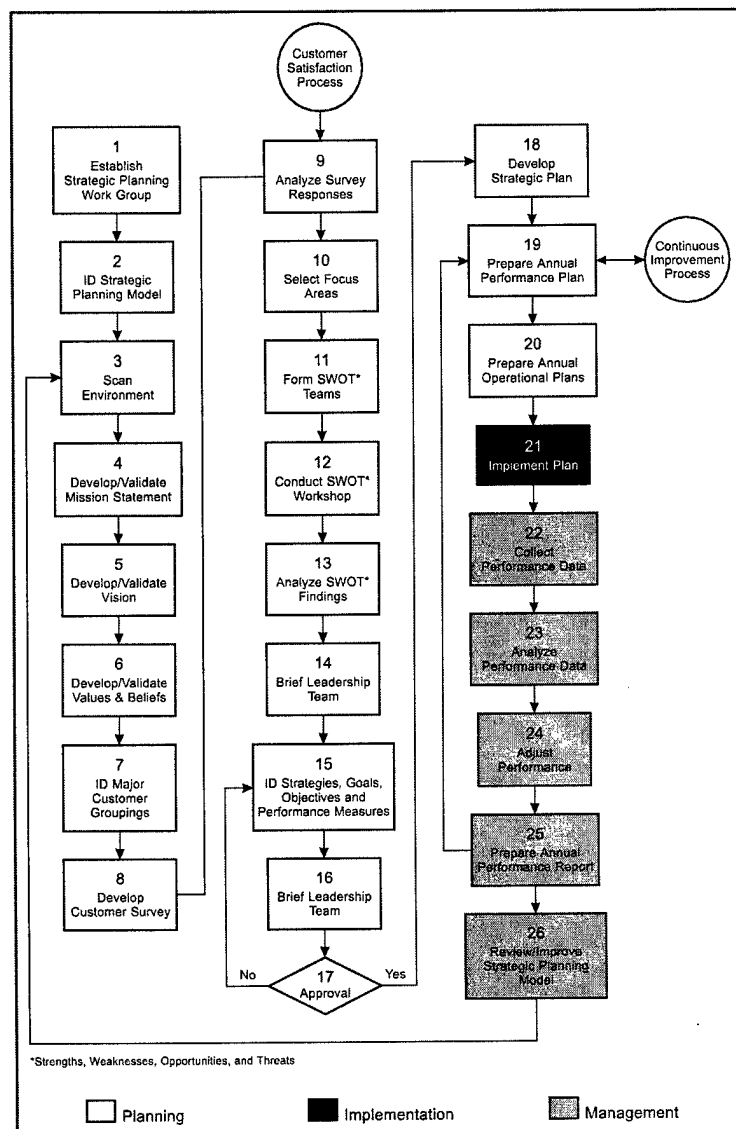 Customer
Satisfaction
Process
1
Establish
Strategic Planning
Work Group
2
ID Strategic
Planning Model
3
Scan
Environment
4
Develop/Validate
Mission Statement
5
Develop/Validate
Vision
6
Develop/Validate
Values & Beliefs
7
ID Major
Customer
Groupings
8
Develop
Customer Survey
9
Analyze Survey
Responses
10
Select Focus
Areas
11
Form SWOT*
Teams
12
Conduct SWOT*
Workshop
13
Analyze SWOT*
Findings
14
Brief Leadership
Team
15
ID Strategies, Goals,
Objectives and
Performance Measures
16
Brief Leadership
Team
No
17
Approval
Yes
18
Develop
Strategic Plan
19
Prepare Annual
Performance Plan
Continuous
Improvement
Process
20
Prepare Annual
Operational Plans
21
Implement Plan
22
Collect
Performance Data
23
Analyze
Performance Data
24
Adjust
Performance
25
Prepare Annual
Performance Report
26
Review/Improve
Strategic Planning
Model
*Strengths, Weaknesses, Opportunities, and Threats
Planning
Implementation
Management